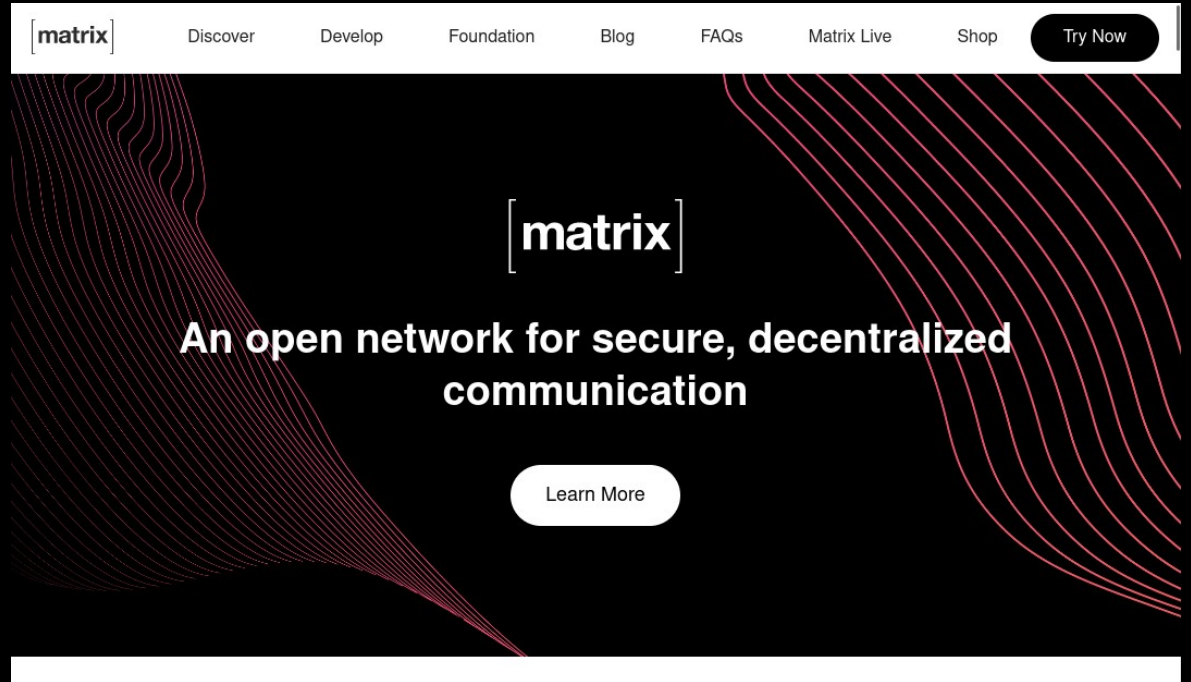 [matrix] Discover Develop Foundation Blog FAQs Matrix Live Shop Try Now
[matrix]
An open network for secure, decentralized
communication
Learn More